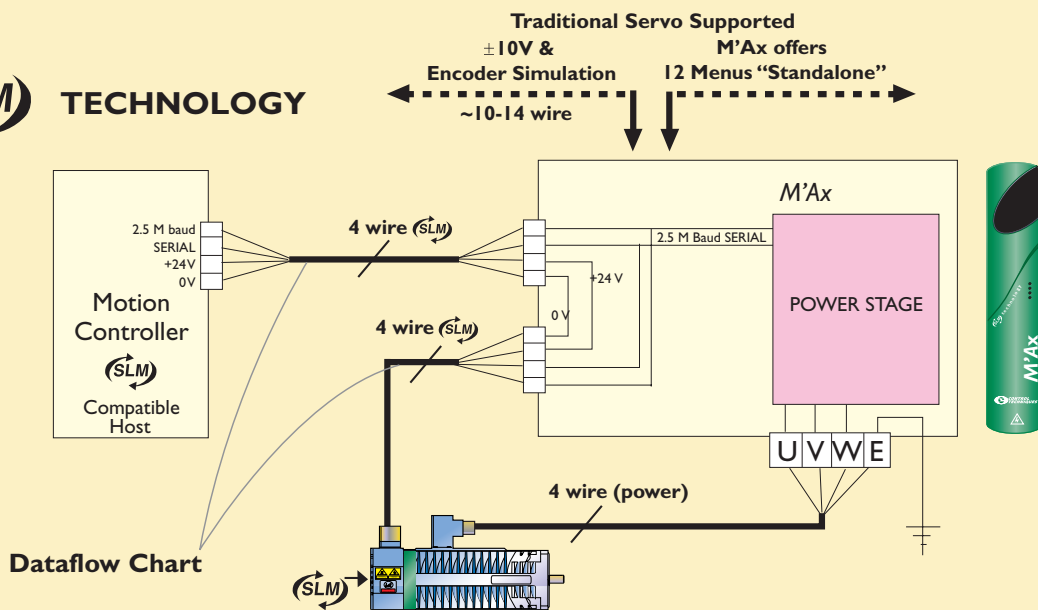 Traditional Servo Supported
±10V &
Encoder Simulation
~10-14 wire
M'Ax offers
12 Menus “Standalone”
TECHNOLOGY
2.5 M baud
SERIAL
+24V
0V
Motion
Controller
SLM
Compatible
Host
4 wire SLM
4 wire SLM
M'Ax
2.5 M Baud SERIAL
+24 V
0 V
POWER STAGE
U V W E
4 wire (power)
Dataflow Chart
SLM
M'Ax
CONTROL
TECHNIQUES